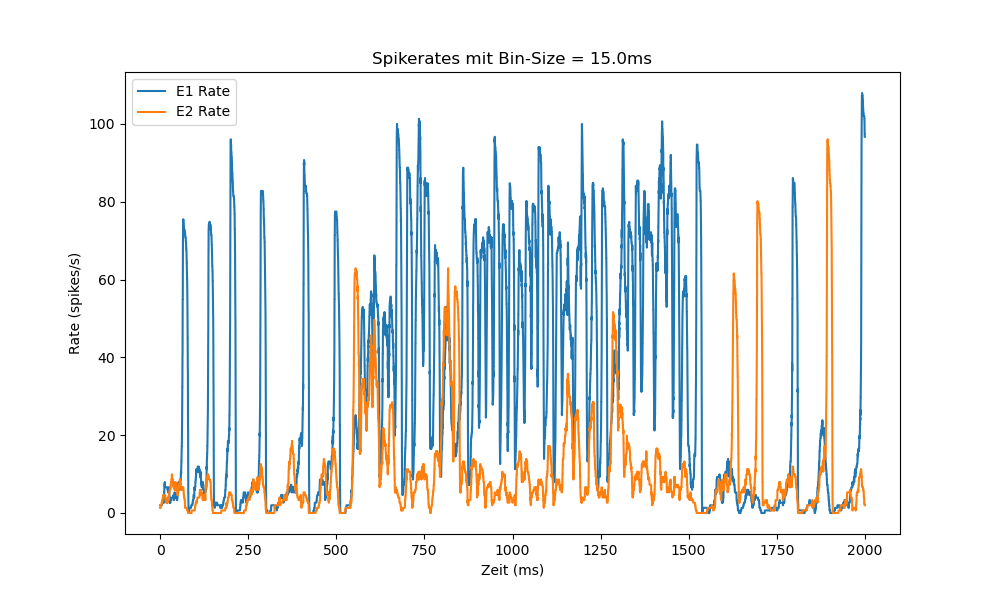 Spikerates mit Bin-Size = 15.0ms
E1 Rate
E2 Rate
Rate (spikes/s)
100
80
60
40
20
0
0 250 500 750 1000 1250 1500 1750 2000
Zeit (ms)